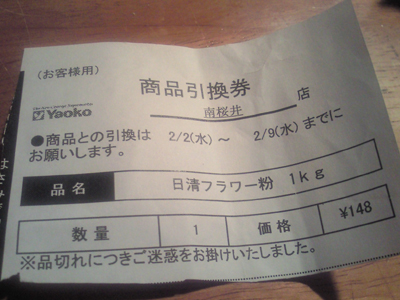 （お客様用）
商品引換券
Yaoko
南桜井 店
●商品との引換は 2/2(水) ～ 2/9(水) までに
お願いします。
品名 日清フラワー粉 1ｋｇ
数量 1 価格 ¥148
※品切れにつきご迷惑をお掛けいたしました。